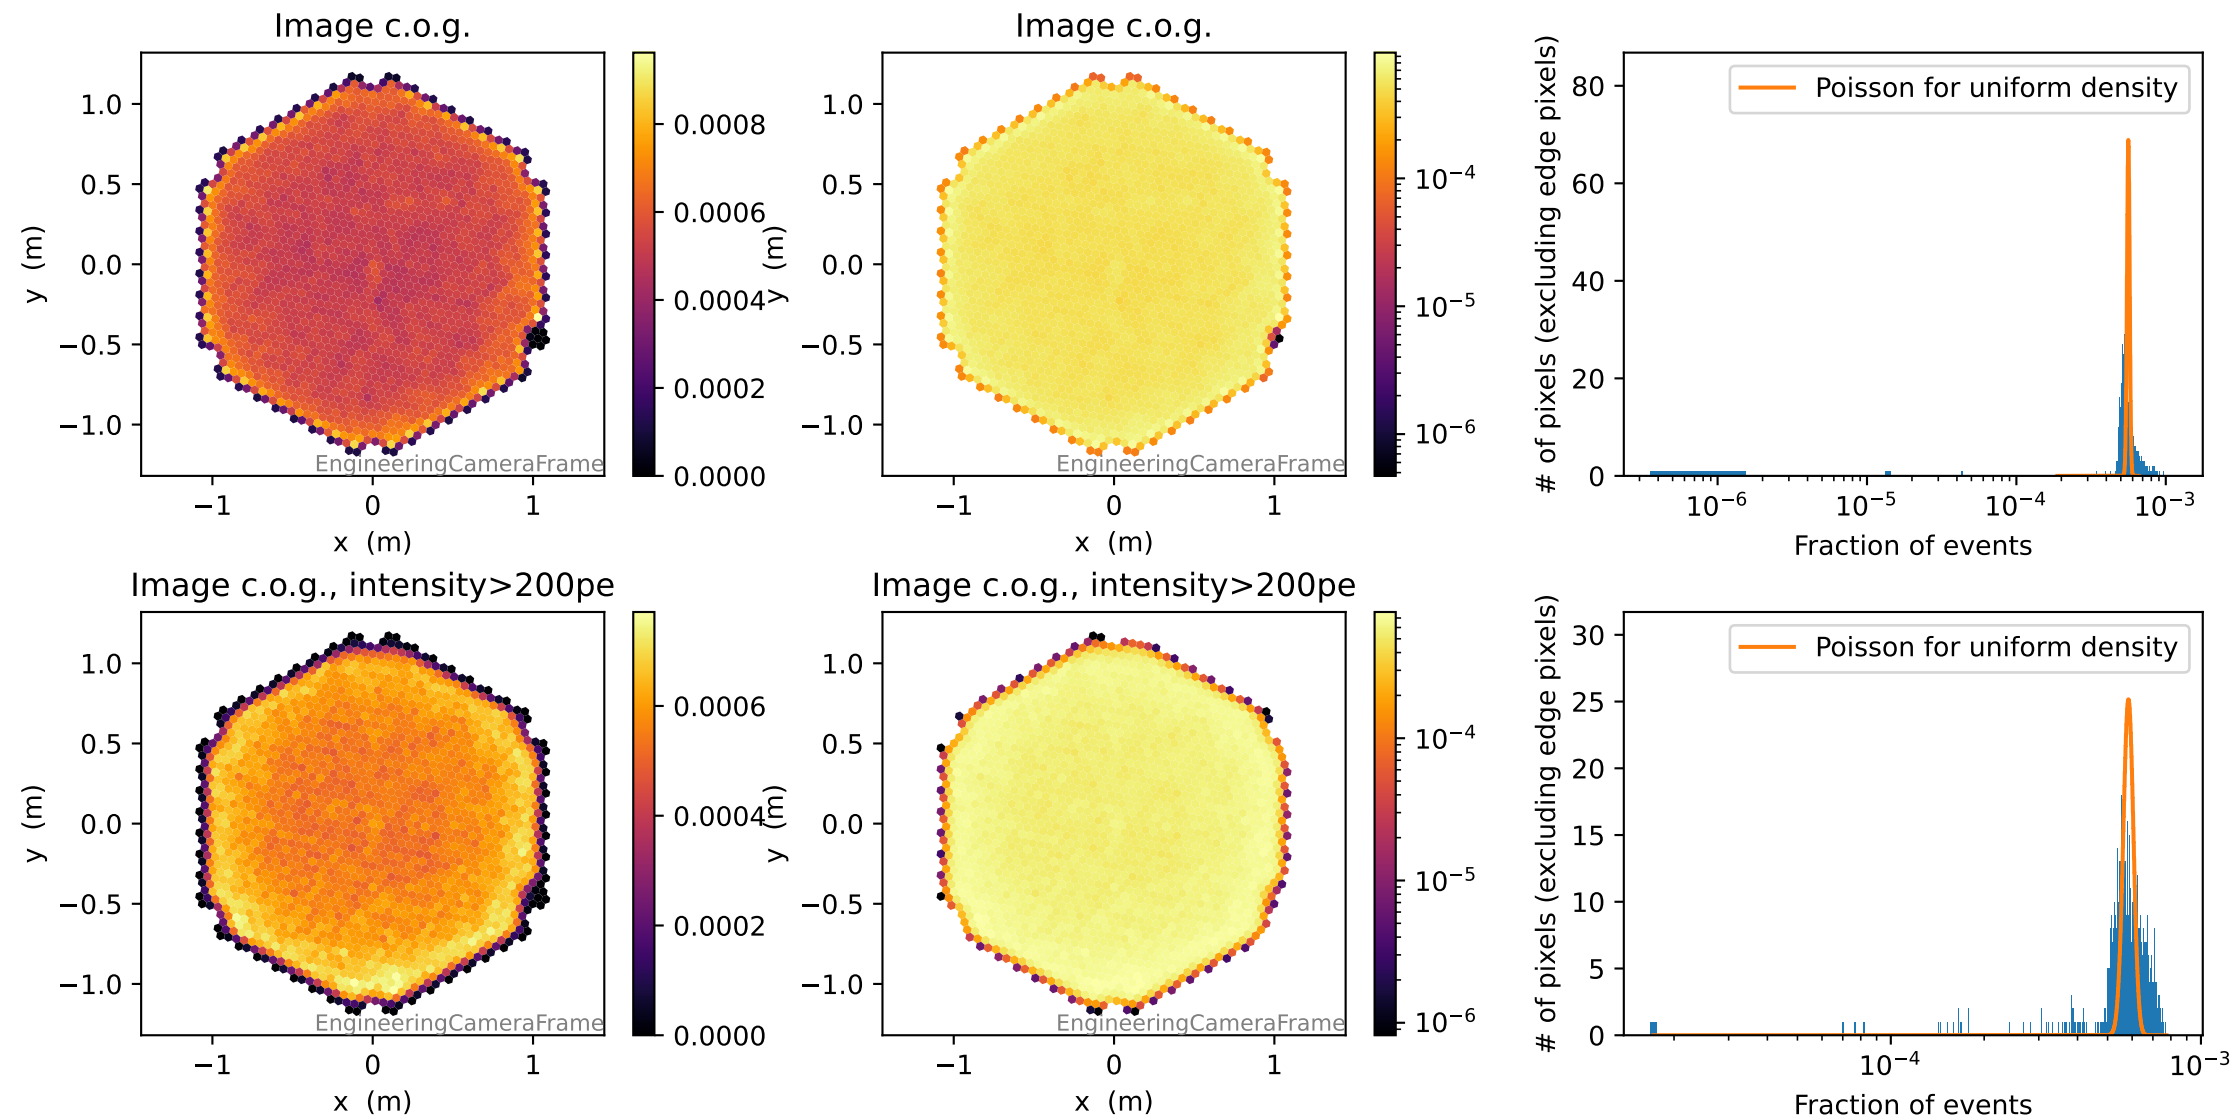 Image c.o.g.
1.0
0.5
0.0
−0.5
−1.0
y (m)
−1
0
1
x (m)
EngineeringCameraFrame
0.0008
0.0006
0.0004
0.0002
0.0000
Image c.o.g.
1.0
0.5
0.0
−0.5
−1.0
y (m)
−1
0
1
x (m)
EngineeringCameraFrame
10⁻⁴
10⁻⁵
10⁻⁶
# of pixels (excluding edge pixels)
80
60
40
20
0
Poisson for uniform density
10⁻⁶
10⁻⁵
10⁻⁴
10⁻³
Fraction of events
Image c.o.g., intensity>200pe
1.0
0.5
0.0
−0.5
−1.0
y (m)
−1
0
1
x (m)
EngineeringCameraFrame
0.0006
0.0004
0.0002
0.0000
Image c.o.g., intensity>200pe
1.0
0.5
0.0
−0.5
−1.0
y (m)
−1
0
1
x (m)
EngineeringCameraFrame
10⁻⁴
10⁻⁵
10⁻⁶
# of pixels (excluding edge pixels)
30
25
20
15
10
5
0
Poisson for uniform density
10⁻⁴
10⁻³
Fraction of events